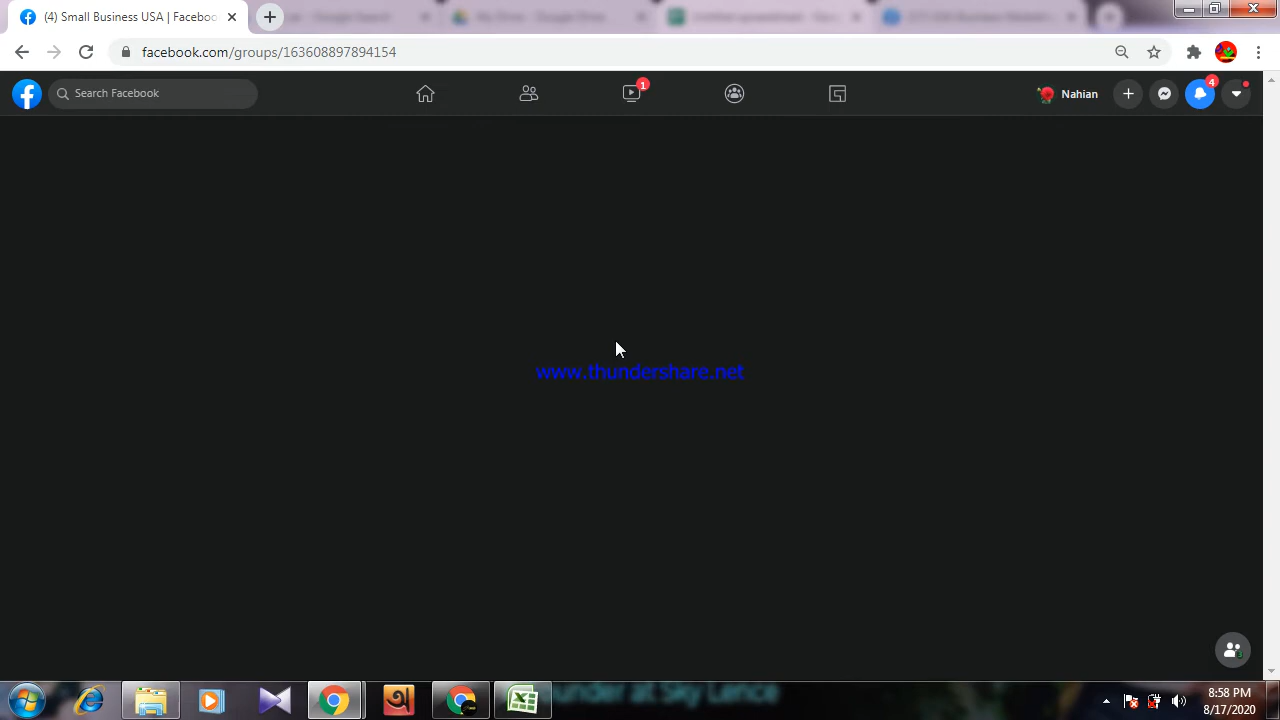 (4) Small Business USA | Faceboo
facebook.com/groups/163608897894154
Search Facebook
1
Nahian
4
www.thundershare.net
8:58 PM
8/17/2020